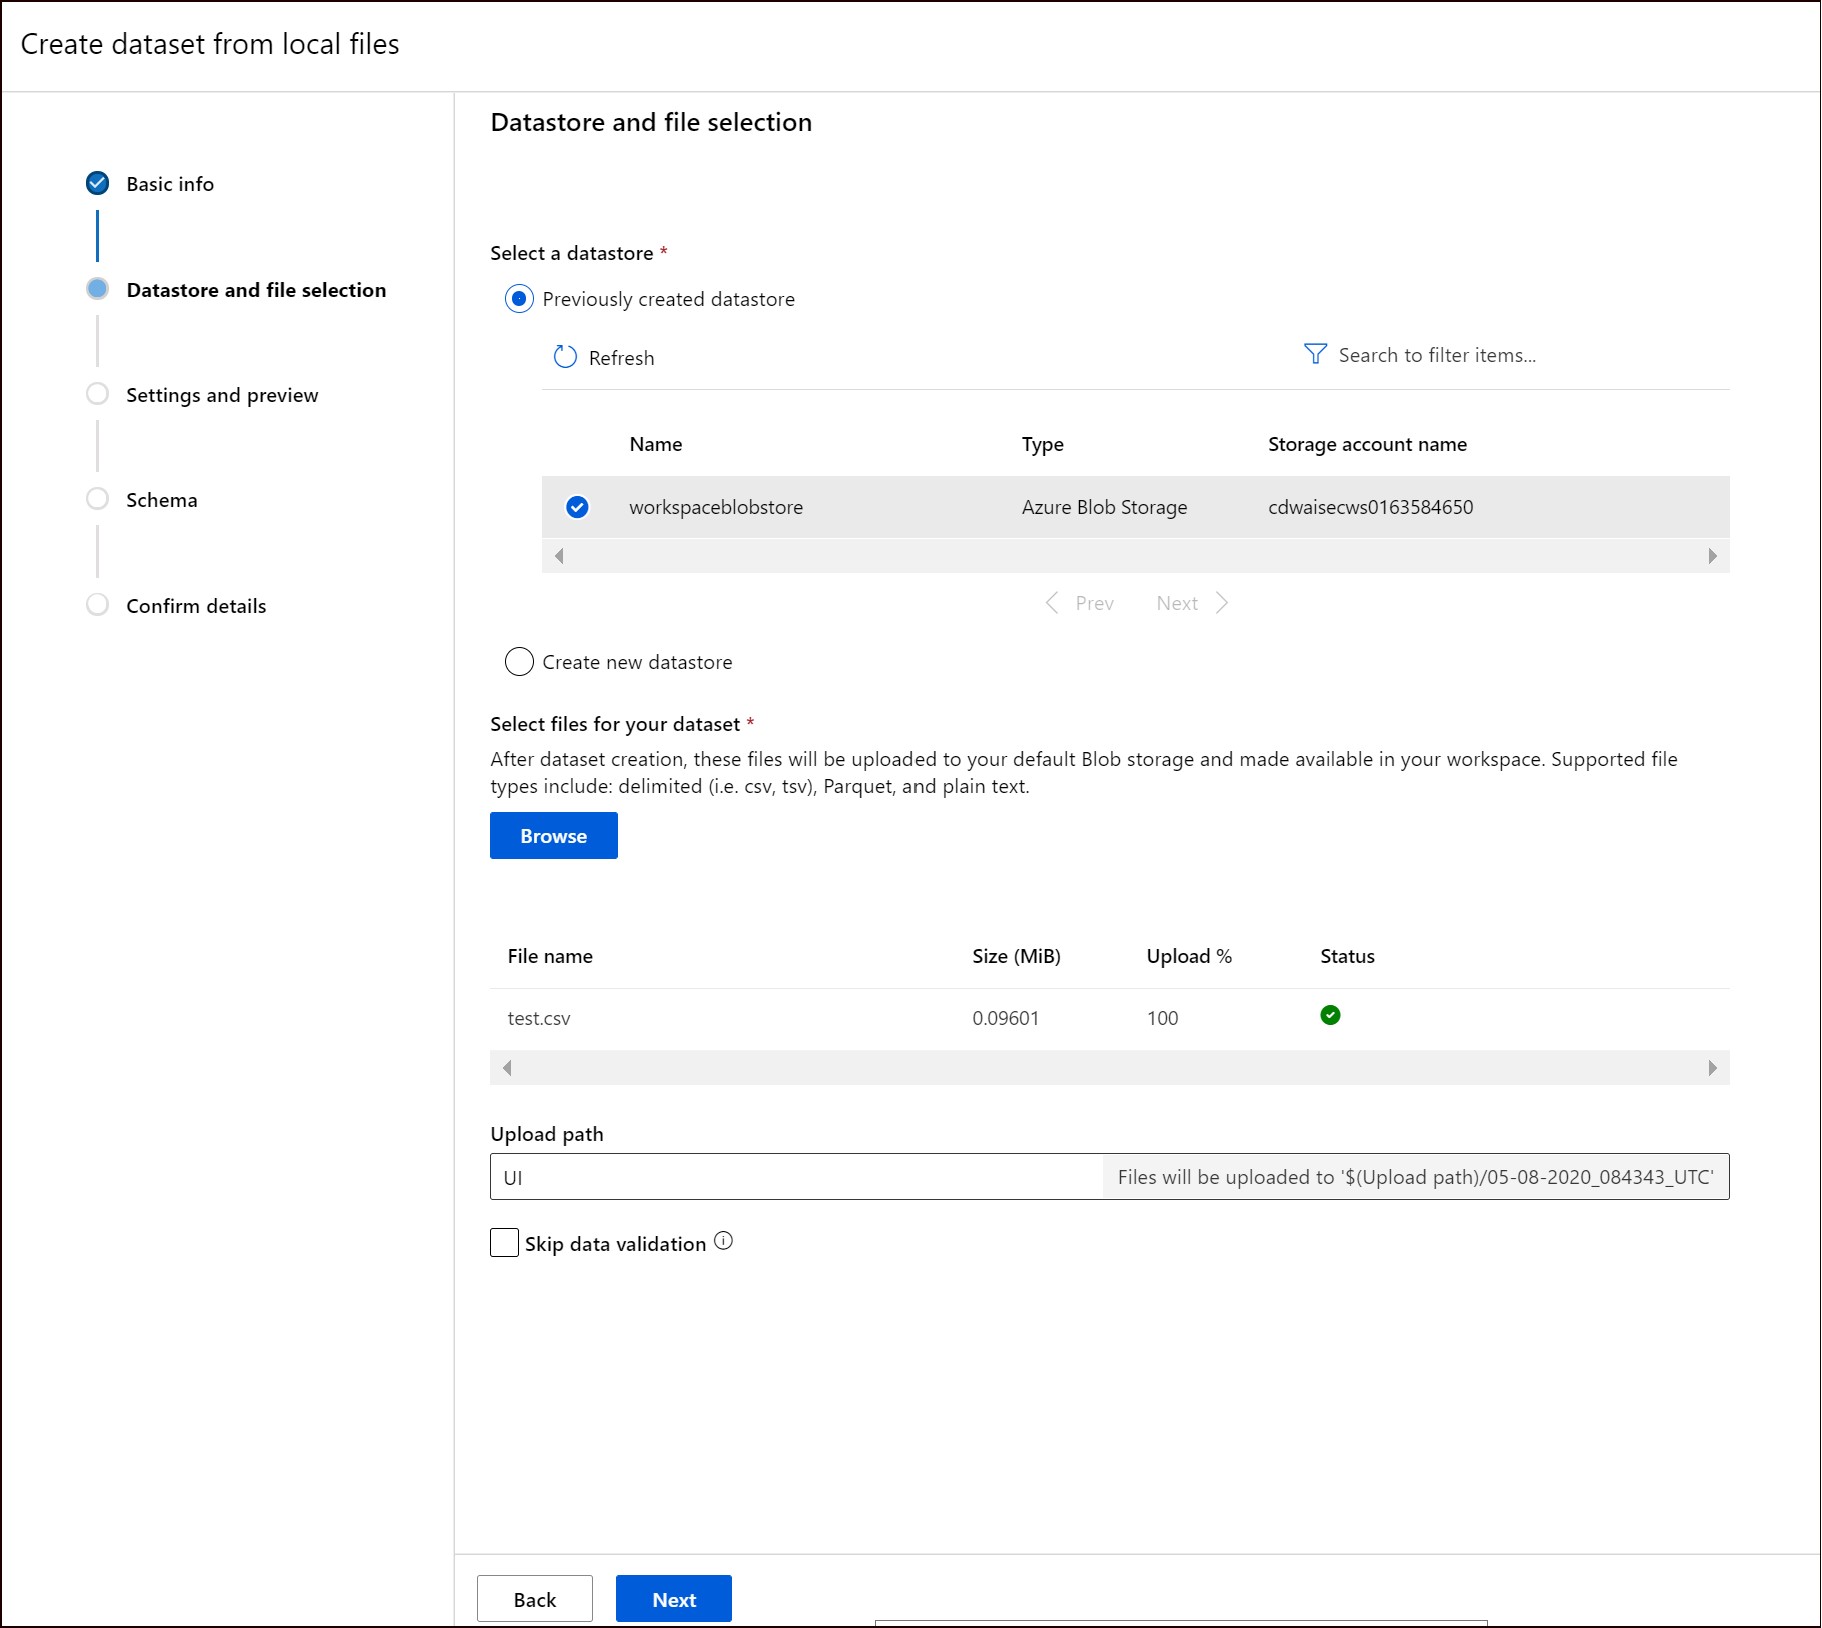 Create dataset from local files
Basic info
Datastore and file selection
Settings and preview
Schema
Confirm details
Datastore and file selection
Select a datastore *
Previously created datastore
Refresh
Search to filter items...
Name Type Storage account name
workspaceblobstore Azure Blob Storage cdwaisecws0163584650
Prev Next
Create new datastore
Select files for your dataset *
After dataset creation, these files will be uploaded to your default Blob storage and made available in your workspace. Supported file
types include: delimited (i.e. csv, tsv), Parquet, and plain text.
Browse
File name Size (MiB) Upload % Status
test.csv 0.09601 100
Upload path
UI Files will be uploaded to '$(Upload path)/05-08-2020_084343_UTC'
Skip data validation
Back Next